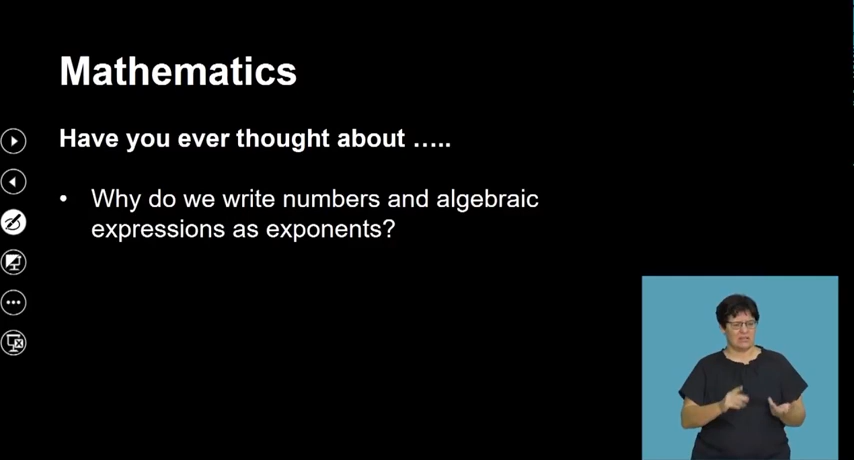 Mathematics
Have you ever thought about …..
• Why do we write numbers and algebraic
expressions as exponents?